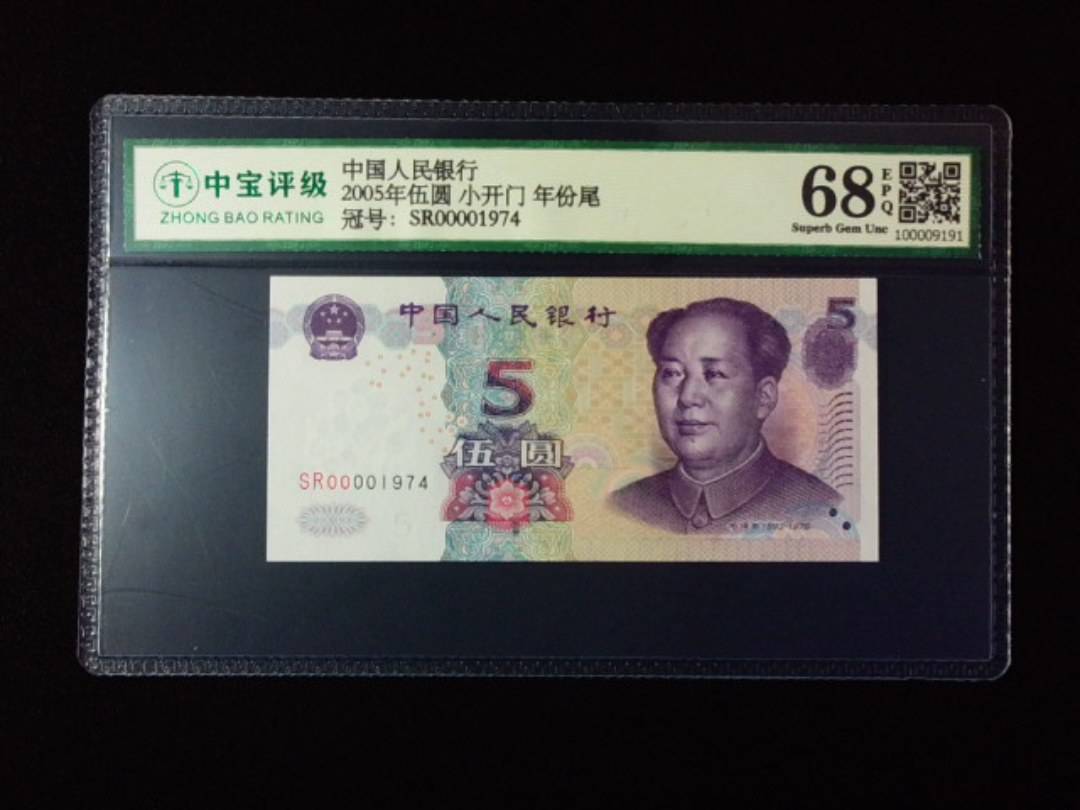 中宝评级
ZHONG BAO RATING
中国人民银行
2005年伍圆 小开门 年份尾
冠号: SR00001974
68
EPQ
Superb Gem Unc
100009191
中国人民银行
5
5
伍圆
SR00001974